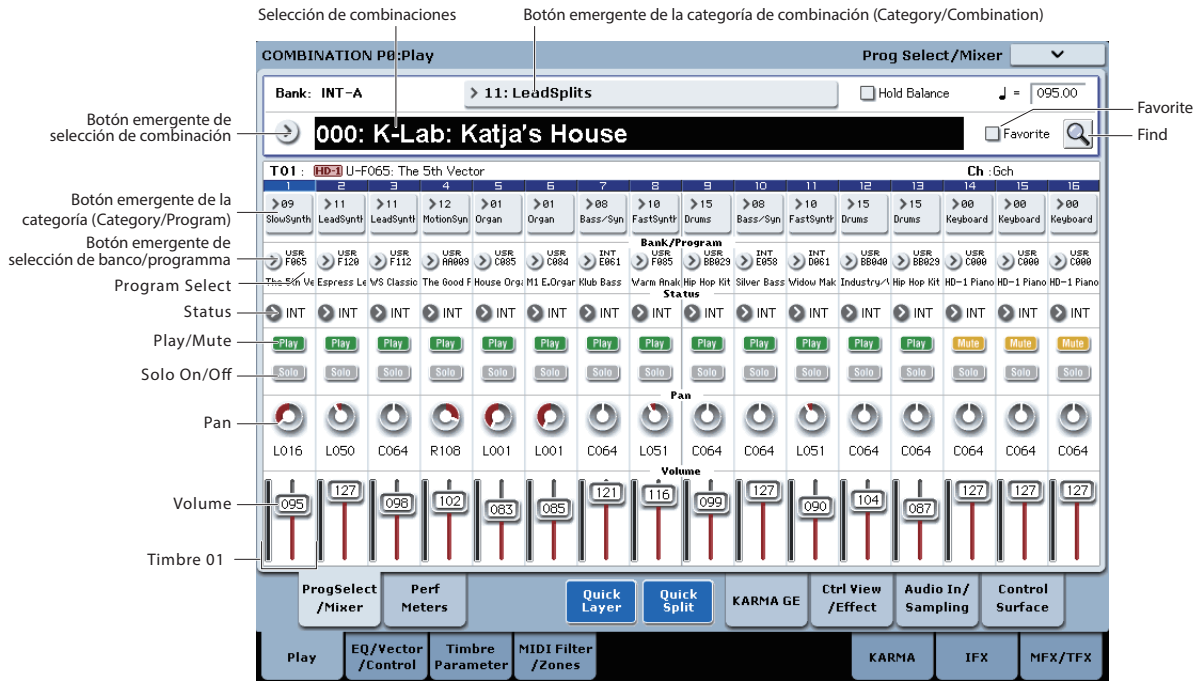 Selección de combinaciones
Botón emergente de la categoría de combinación (Category/Combination)
COMBINATION P0:Play
Prog Select/Mixer
Bank: INT-A
11: LeadSplits
Hold Balance
♩ = 095.00
Botón emergente de
selección de combinación
000: K-Lab: Katja's House
Favorite
Favorite
Find
T01 : HD-1 U-F065: The 5th Vector
Ch :Gch
1 2 3 4 5 6 7 8 9 10 11 12 13 14 15 16
Botón emergente de la
categoría (Category/Program)
09 11 11 12 01 01 08 10 15 08 10 15 15 00 00 00
SlowSynth LeadSynth LeadSynth MotionSyn Organ Organ Bass/Syn FastSynth Drums Bass/Syn FastSynth Drums Drums Keyboard Keyboard Keyboard
Bank/Program
Botón emergente de
selección de banco/programma
USR USR USR USR USR USR INT USR USR INT INT USR USR USR USR USR
F065 F120 F112 AA009 C085 C084 E061 F085 BB029 E058 D061 BB040 BB029 C000 C000 C000
Program Select
The 5th Ve Espress Le WS Classic The Good F House Orga M1 E.Organ Klub Bass Warm Anak Hip Hop Kit Silver Bass Widow Mak Industry/ Hip Hop Kit HD-1 Piano HD-1 Piano HD-1 Piano
Status
Status
INT INT INT INT INT INT INT INT INT INT INT INT INT INT INT INT
Play/Mute
Play Play Play Play Play Play Play Play Play Play Play Play Play Mute Mute Mute
Solo On/Off
Solo Solo Solo Solo Solo Solo Solo Solo Solo Solo Solo Solo Solo Solo Solo Solo
Pan
Pan
L016 L050 C064 R108 L001 L001 C064 L051 C064 C064 L051 C064 C064 C064 C064 C064
Volume
Volume
095 127 098 102 083 085 121 116 099 127 090 104 087 127 127 127
Timbre 01
ProgSelect
/Mixer
Perf
Meters
Quick
Layer
Quick
Split
KARMA GE
Ctrl View
/Effect
Audio In/
Sampling
Control
Surface
Play
EQ/Vector
/Control
Timbre
Parameter
MIDI Filter
/Zones
KARMA
IFX
MFX/TFX